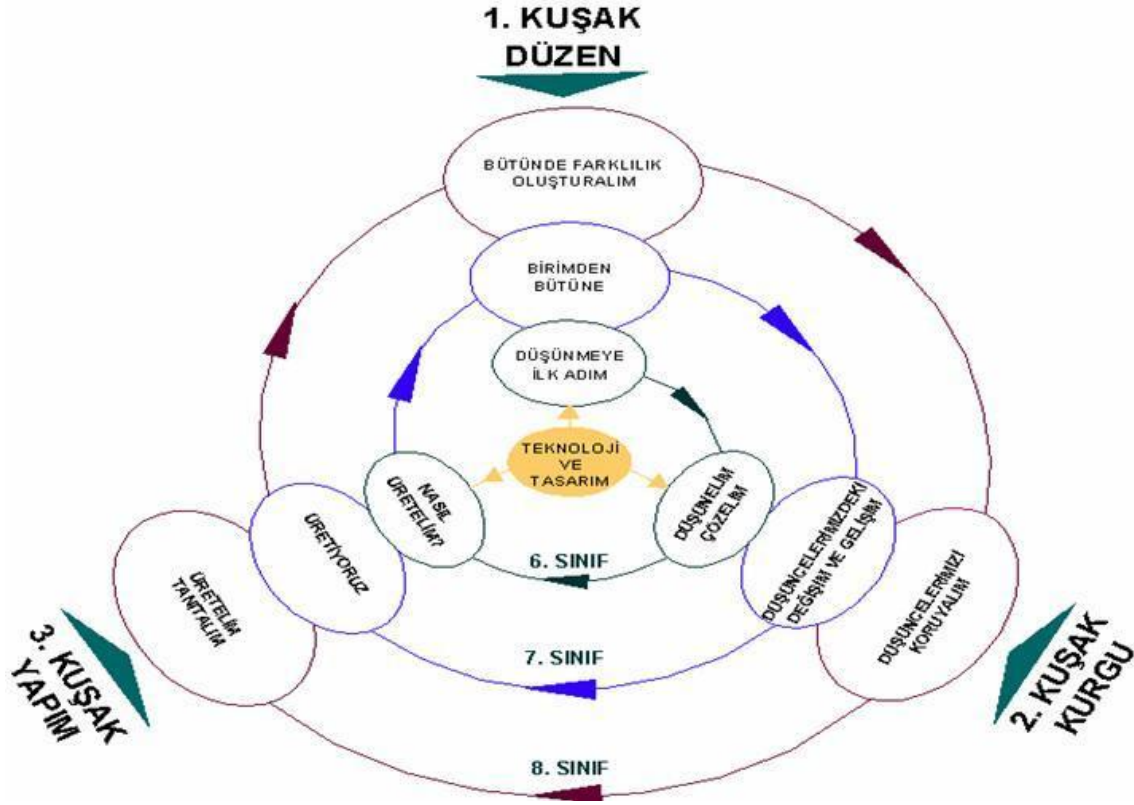 1. KUŞAK
DÜZEN
BÜTÜNDE FARKLILIK
OLUŞTURALIM
BİRİMDEN
BÜTÜNE
DÜŞÜNMEYE
İLK ADIM
TEKNOLOJİ
VE
TASARIM
NASIL
ÜRETELİM?
DÜŞÜNELİM
ÇÖZELİM
ÜRETİYORUZ
DÜŞÜNCELERİMİZDEKİ
DEĞİŞİM VE GELİŞİM
ÜRETELİM
TANITALIM
DÜŞÜNCELERİMİZİ
KORUYALIM
6. SINIF
7. SINIF
8. SINIF
3. KUŞAK
YAPIM
2. KUŞAK
KURGU